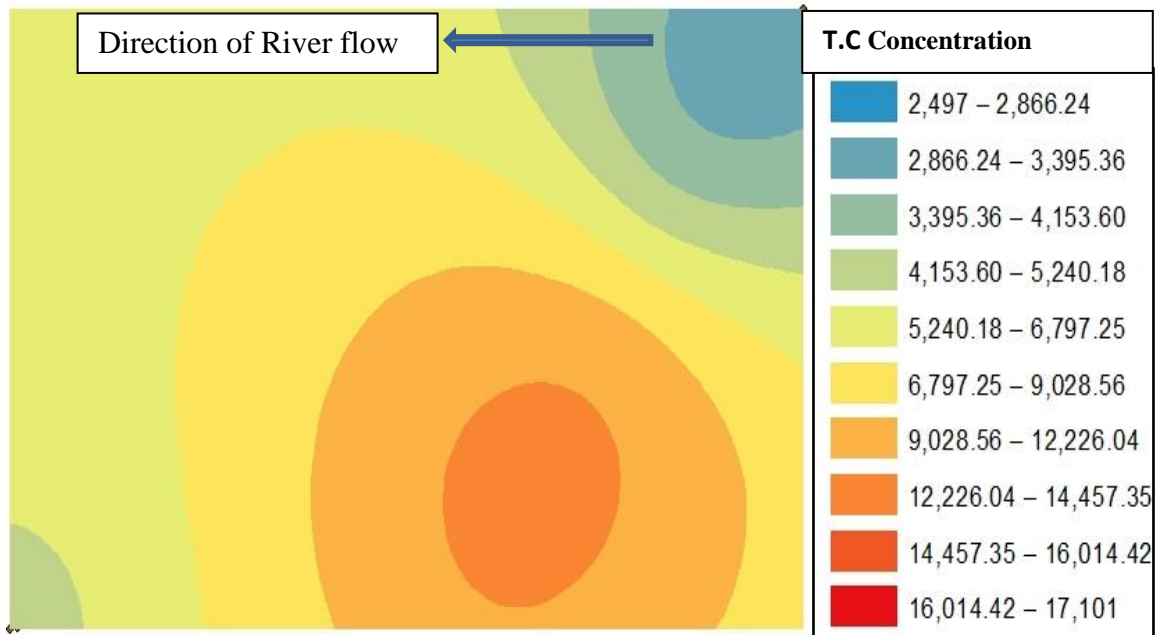 Direction of River flow
T.C Concentration
2,497 – 2,866.24
2,866.24 – 3,395.36
3,395.36 – 4,153.60
4,153.60 – 5,240.18
5,240.18 – 6,797.25
6,797.25 – 9,028.56
9,028.56 – 12,226.04
12,226.04 – 14,457.35
14,457.35 – 16,014.42
16,014.42 – 17,101